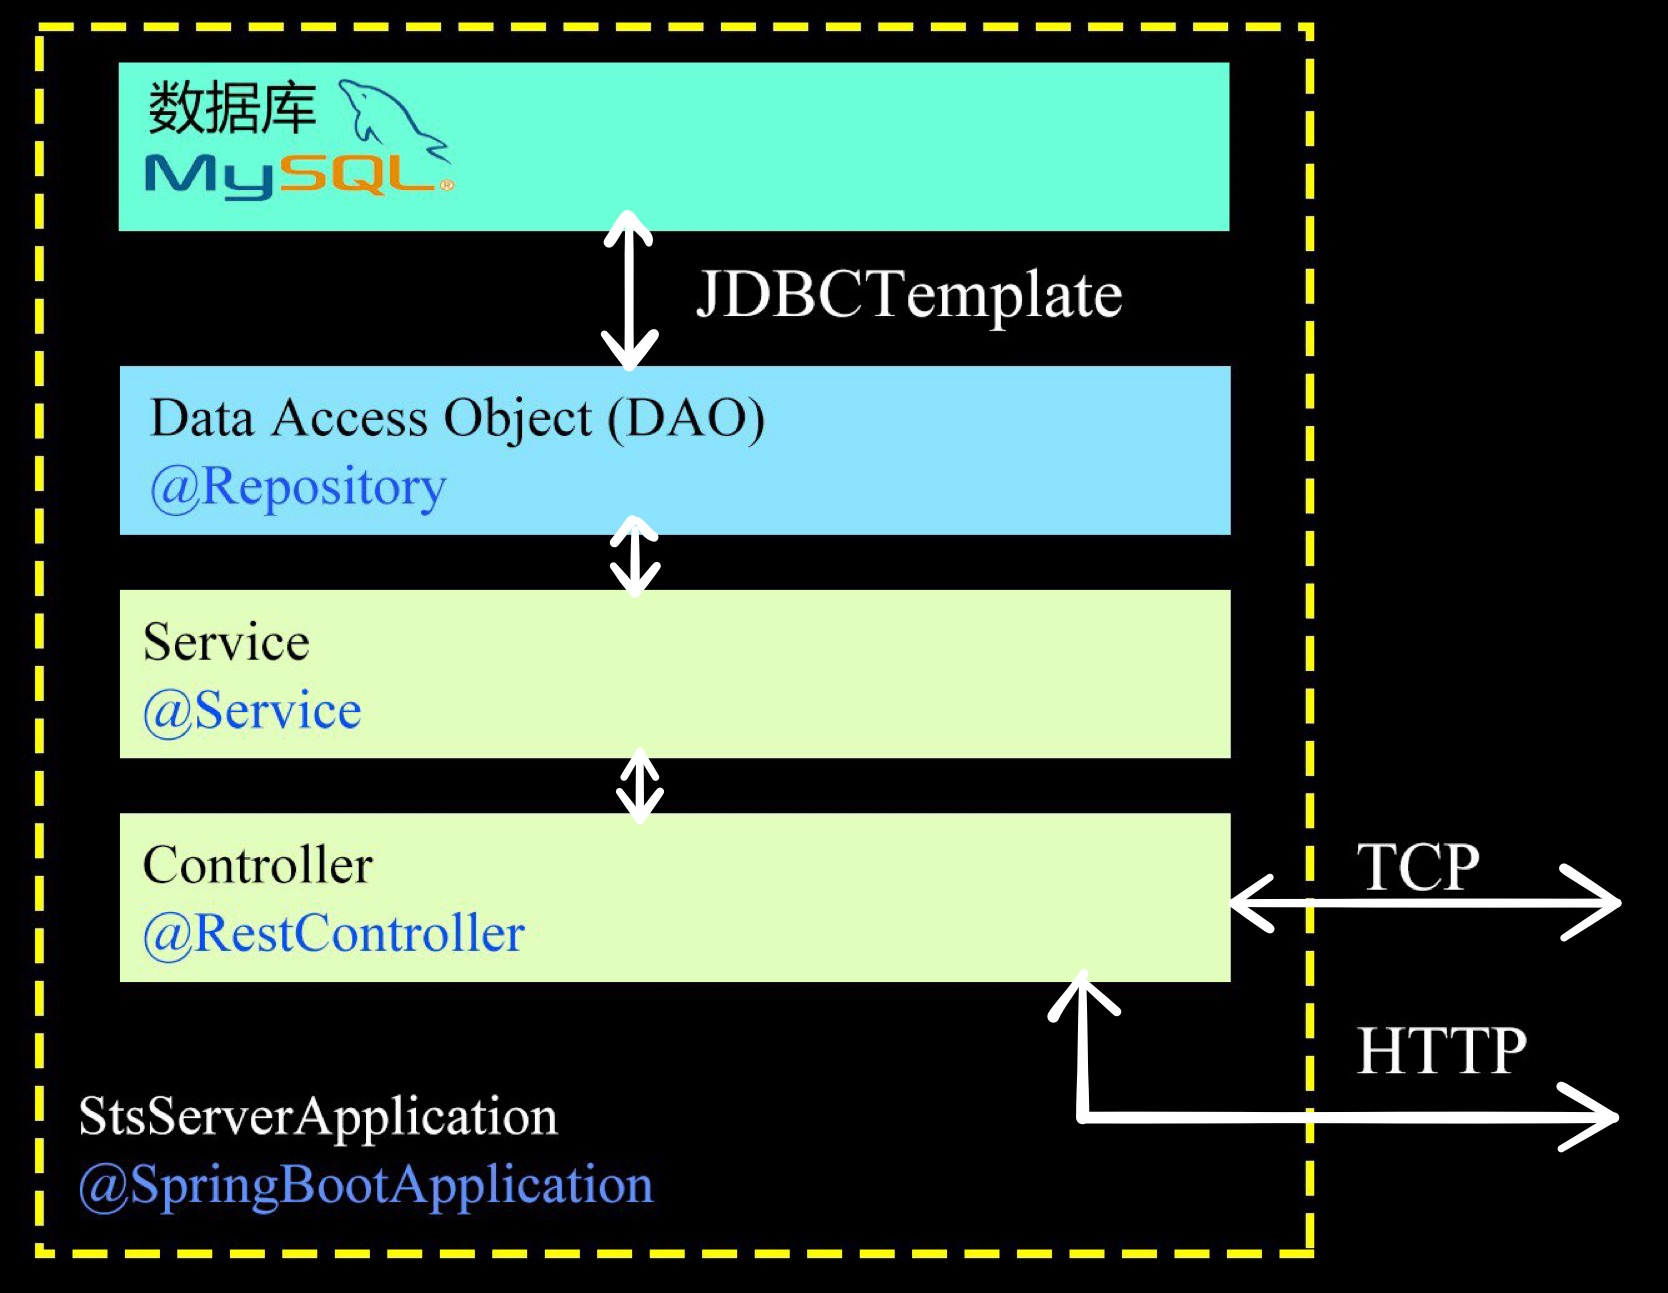 数据库
MySQL®
JDBCTemplate
Data Access Object (DAO)
@Repository
Service
@Service
Controller
@RestController
TCP
HTTP
StsServerApplication
@SpringBootApplication